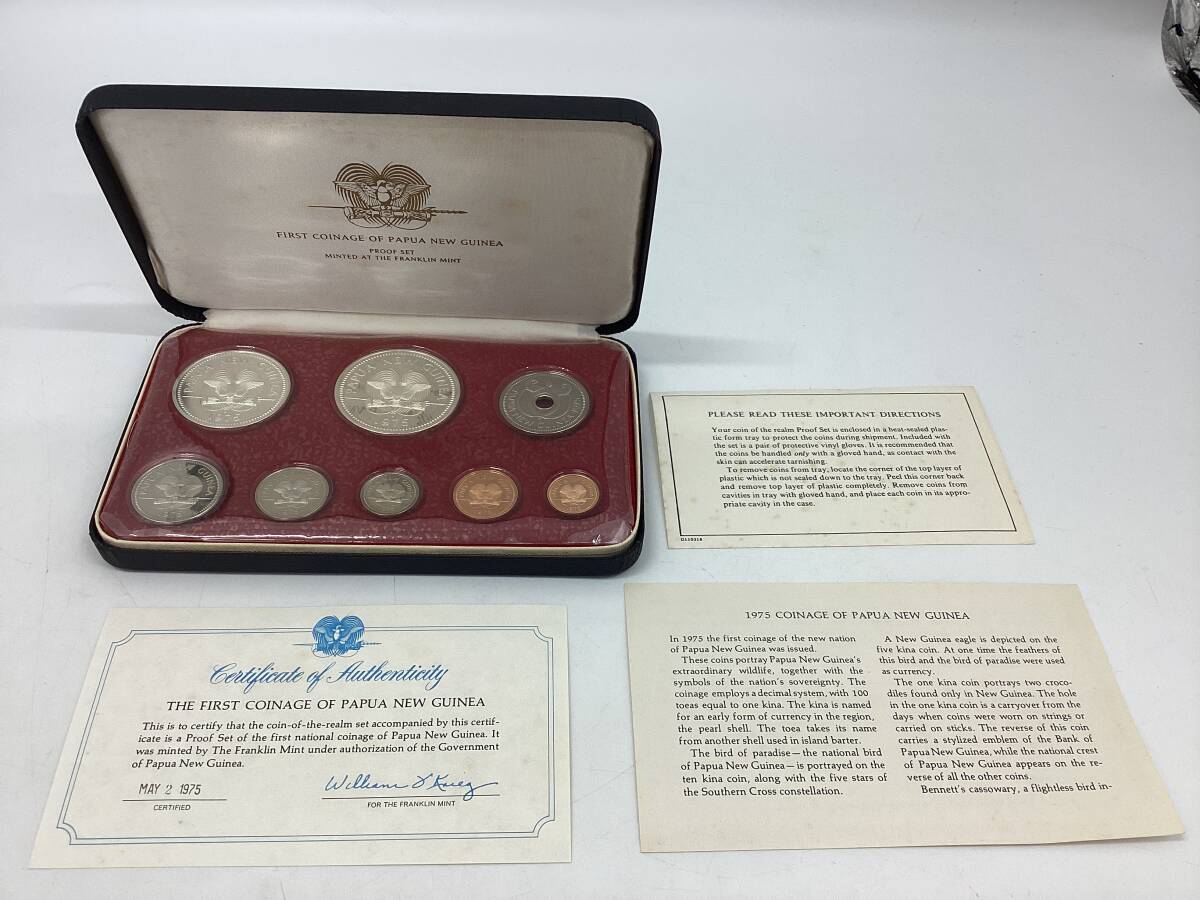 FIRST COINAGE OF PAPUA NEW GUINEA
PROOF SET
MINTED AT THE FRANKLIN MINT
PAPUA NEW GUINEA
1975
PAPUA NEW GUINEA
1975
PLEASE READ THESE IMPORTANT DIRECTIONS
Your coin of the realm Proof Set is enclosed in a heat-sealed plas-
tic form tray to protect the coins during shipment. Included with
the set is a pair of protective vinyl gloves. It is recommended that
the coins be handled only with a gloved hand, as contact with the
skin can accelerate tarnishing.
To remove coins from tray, locate the corner of the top layer of
plastic which is not sealed down to the tray. Peel this corner back
and remove top layer of plastic completely. Remove coins from
cavities in tray with gloved hand, and place each coin in its appro-
priate cavity in the case.
Certificate of Authenticity
THE FIRST COINAGE OF PAPUA NEW GUINEA
This is to certify that the coin-of-the-realm set accompanied by this certif-
icate is a Proof Set of the first national coinage of Papua New Guinea. It
was minted by The Franklin Mint under authorization of the Government
of Papua New Guinea.
MAY 2 1975
CERTIFIED
FOR THE FRANKLIN MINT
1975 COINAGE OF PAPUA NEW GUINEA
In 1975 the first coinage of the new nation
of Papua New Guinea was issued.
These coins portray Papua New Guinea's
extraordinary wildlife, together with the
symbols of the nation's sovereignty. The
coinage employs a decimal system, with 100
toeas equal to one kina. The kina is named
for an early form of currency in the region,
the pearl shell. The toea takes its name
from another shell used in island barter.
The bird of paradise—the national bird
of Papua New Guinea—is portrayed on the
ten kina coin, along with the five stars of
the Southern Cross constellation.
A New Guinea eagle is depicted on the
five kina coin. At one time the feathers of
this bird and the bird of paradise were used
as currency.
The one kina coin portrays two croco-
diles found only in New Guinea. The hole
in the one kina coin is a carryover from the
days when coins were worn on strings or
carried on sticks. The reverse of this coin
carries a stylized emblem of the Bank of
Papua New Guinea, while the national crest
of Papua New Guinea appears on the re-
verse of all the other coins.
Bennett's cassowary, a flightless bird in-